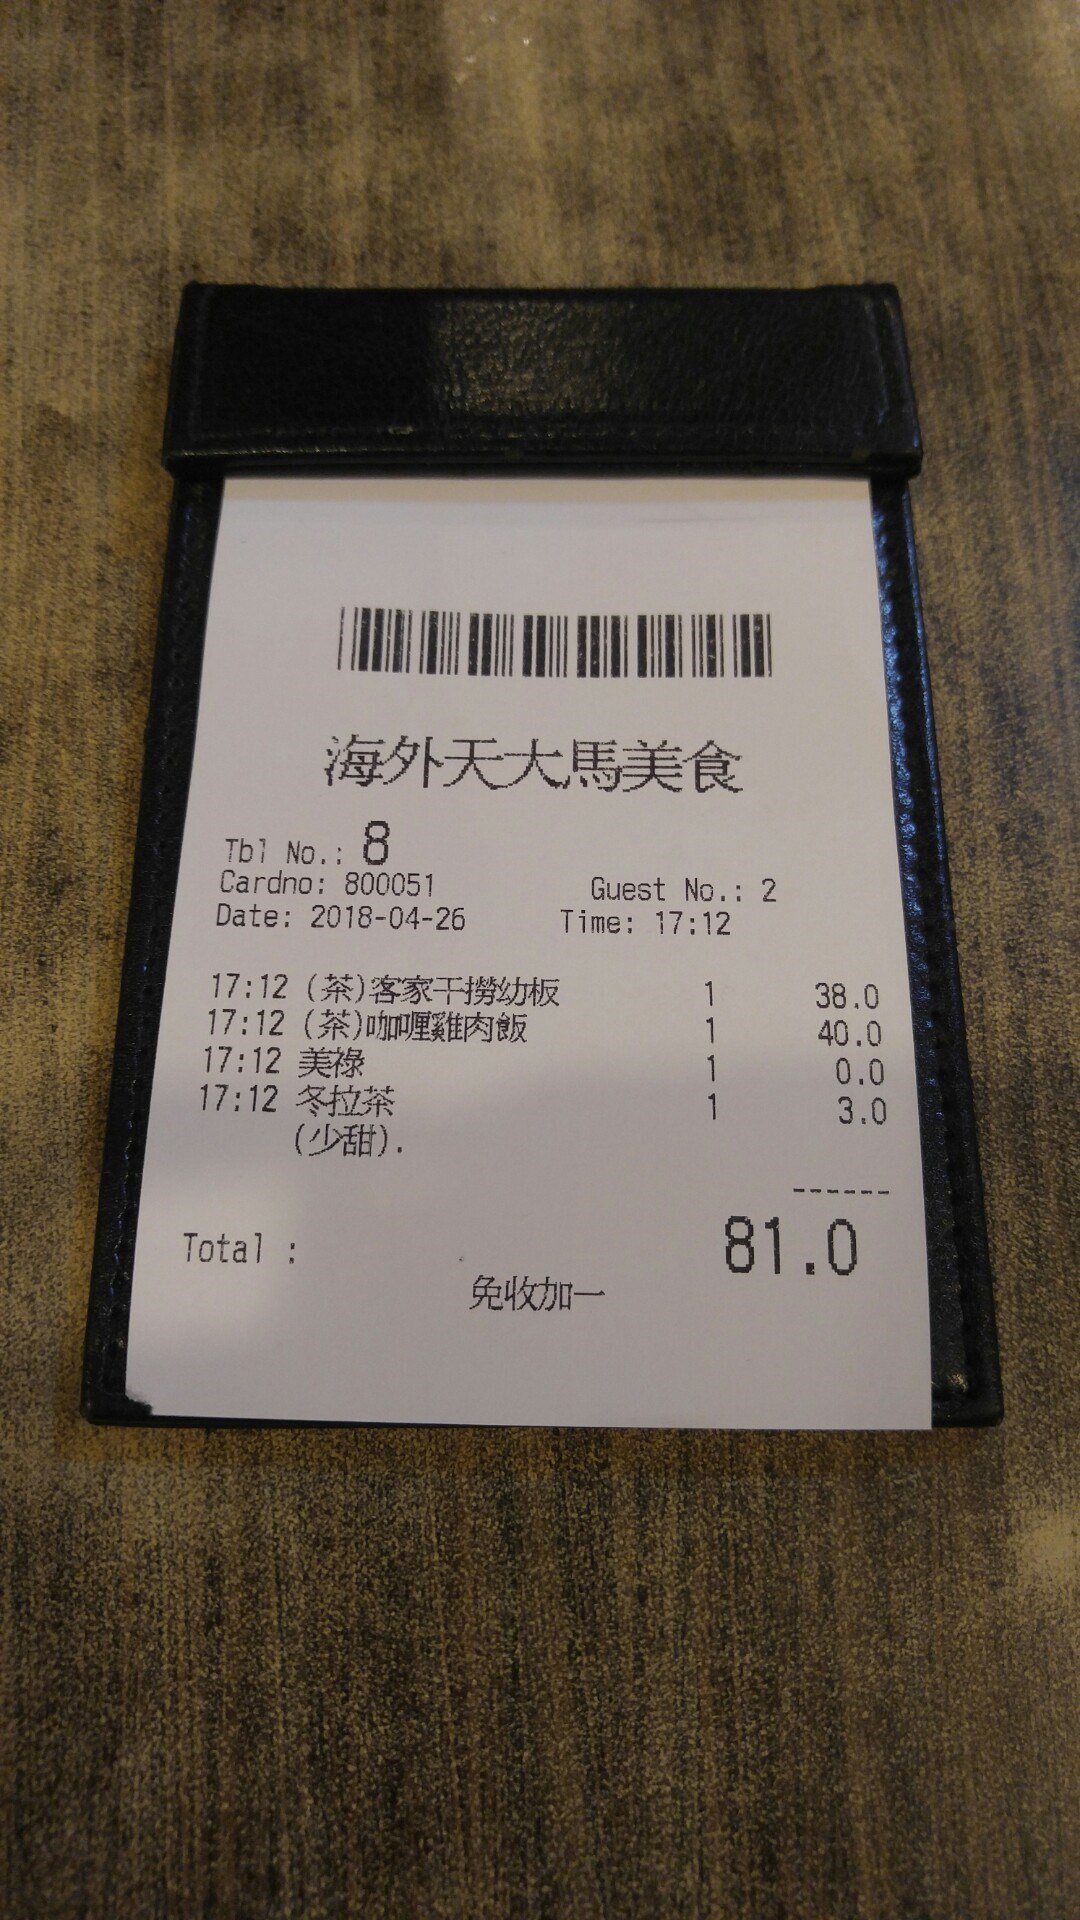 海外天大馬美食
Tbl No.: 8
Cardno: 800051 Guest No.: 2
Date: 2018-04-26 Time: 17:12
17:12 (茶)客家干撈幼板 1 38.0
17:12 (茶)咖喱雞肉飯 1 40.0
17:12 美祿 1 0.0
17:12 冬拉茶 1 3.0
(少甜).
------
Total : 81.0
免收加一